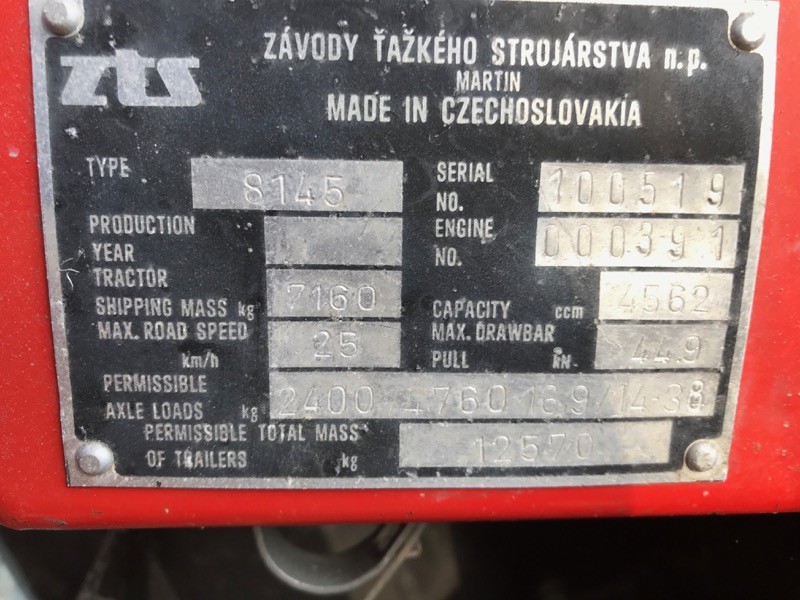 zts
ZÁVODY ŤAŽKÉHO STROJÁRSTVA n.p.
MARTIN
MADE IN CZECHOSLOVAKIA
TYPE 8145
SERIAL NO. 100519
PRODUCTION YEAR
ENGINE NO. 000391
TRACTOR SHIPPING MASS kg 7160
CAPACITY ccm 4562
MAX. ROAD SPEED km/h 25
MAX. DRAWBAR PULL kN 44.9
PERMISSIBLE AXLE LOADS kg 2400 4760 16.9/14-38
PERMISSIBLE TOTAL MASS OF TRAILERS kg 12570